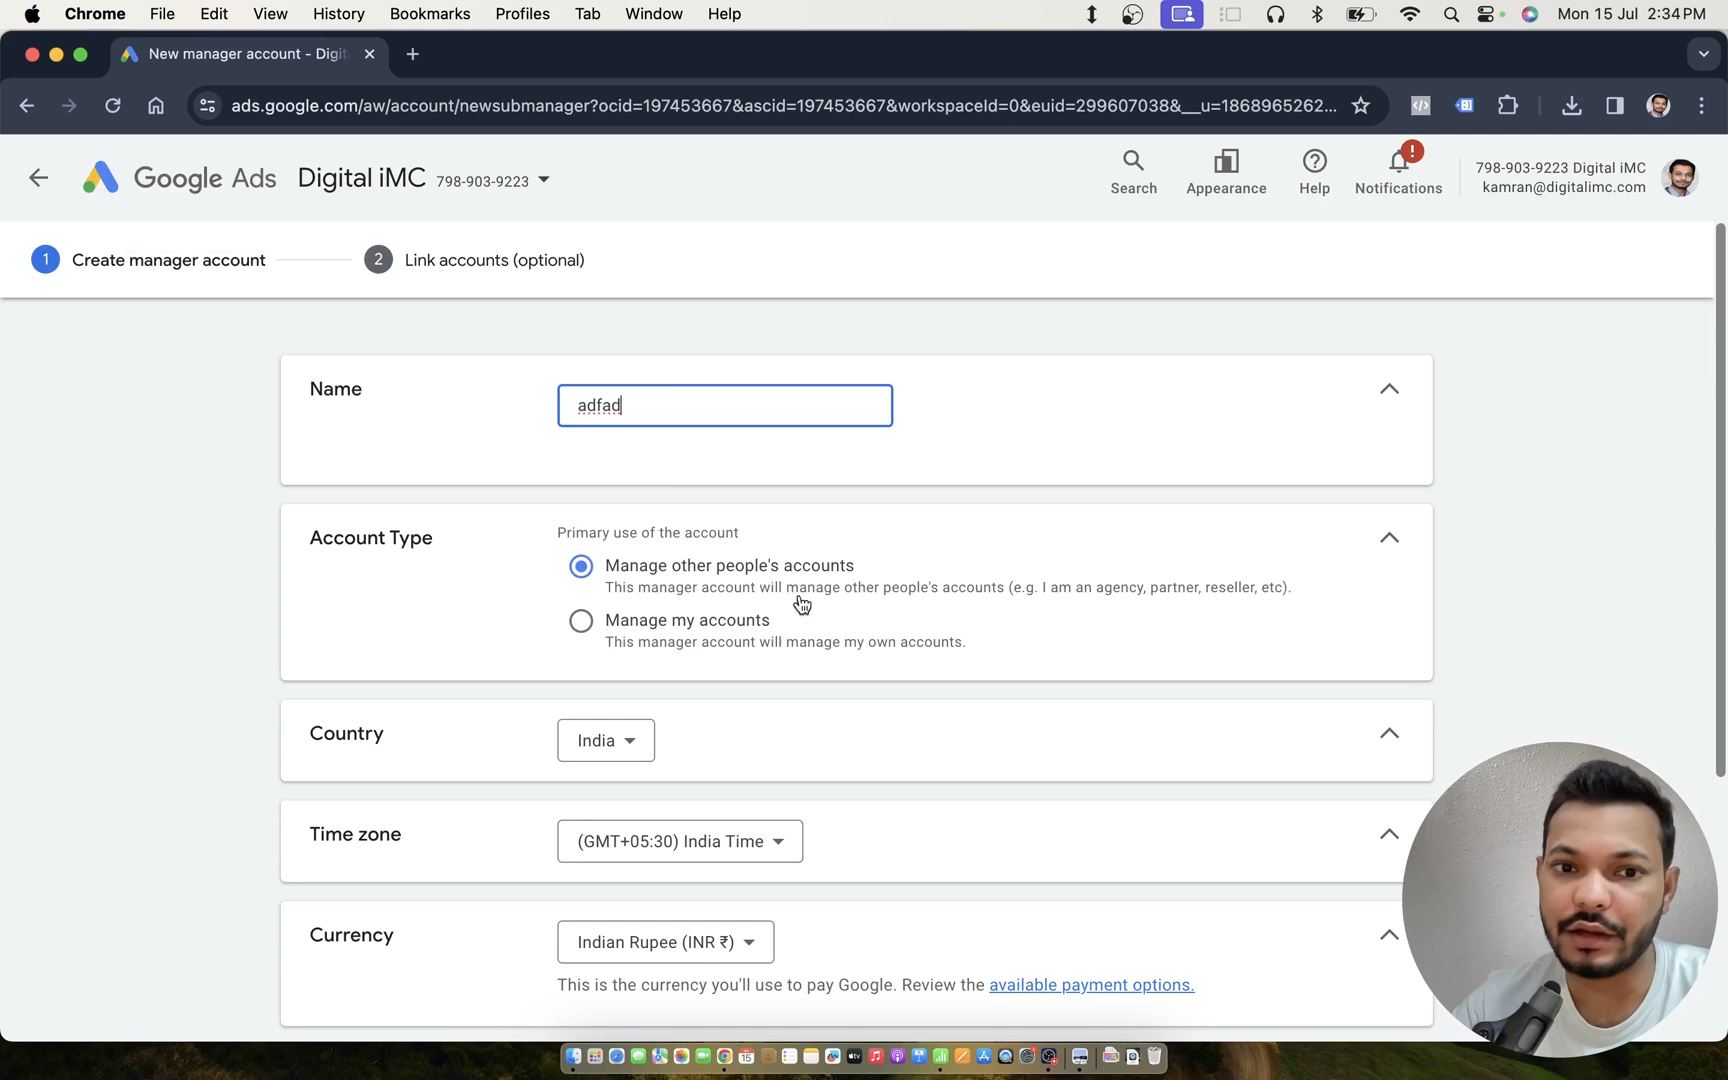 Chrome File Edit View History Bookmarks Profiles Tab Window Help Mon 15 Jul 2:34 PM
New manager account - Digit
ads.google.com/aw/account/newsubmanager?ocid=197453667&ascid=197453667&workspaceId=0&euid=299607038&__u=1868965262...
Google Ads Digital iMC 798-903-9223
Search Appearance Help Notifications
798-903-9223 Digital iMC
kamran@digitalimc.com
1 Create manager account 2 Link accounts (optional)
Name
adfad
Account Type
Primary use of the account
Manage other people's accounts
This manager account will manage other people's accounts (e.g. I am an agency, partner, reseller, etc).
Manage my accounts
This manager account will manage my own accounts.
Country India
Time zone (GMT+05:30) India Time
Currency Indian Rupee (INR ₹)
This is the currency you'll use to pay Google. Review the available payment options.